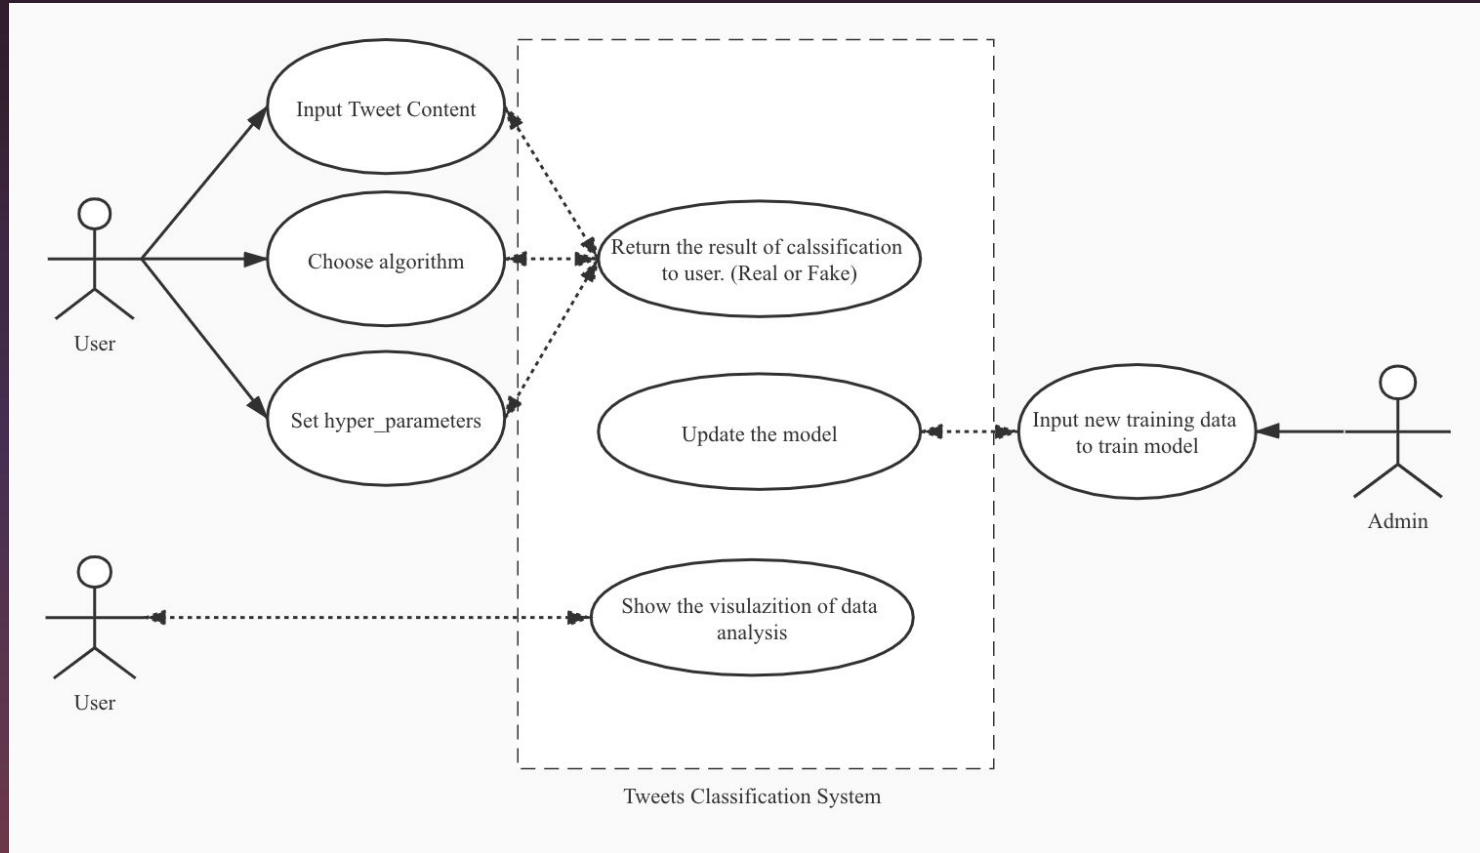 Input Tweet Content
Choose algorithm
Set hyper_parameters
User
Return the result of calssification
to user. (Real or Fake)
Update the model
Input new training data
to train model
Admin
Show the visulazition of data
analysis
User
Tweets Classification System